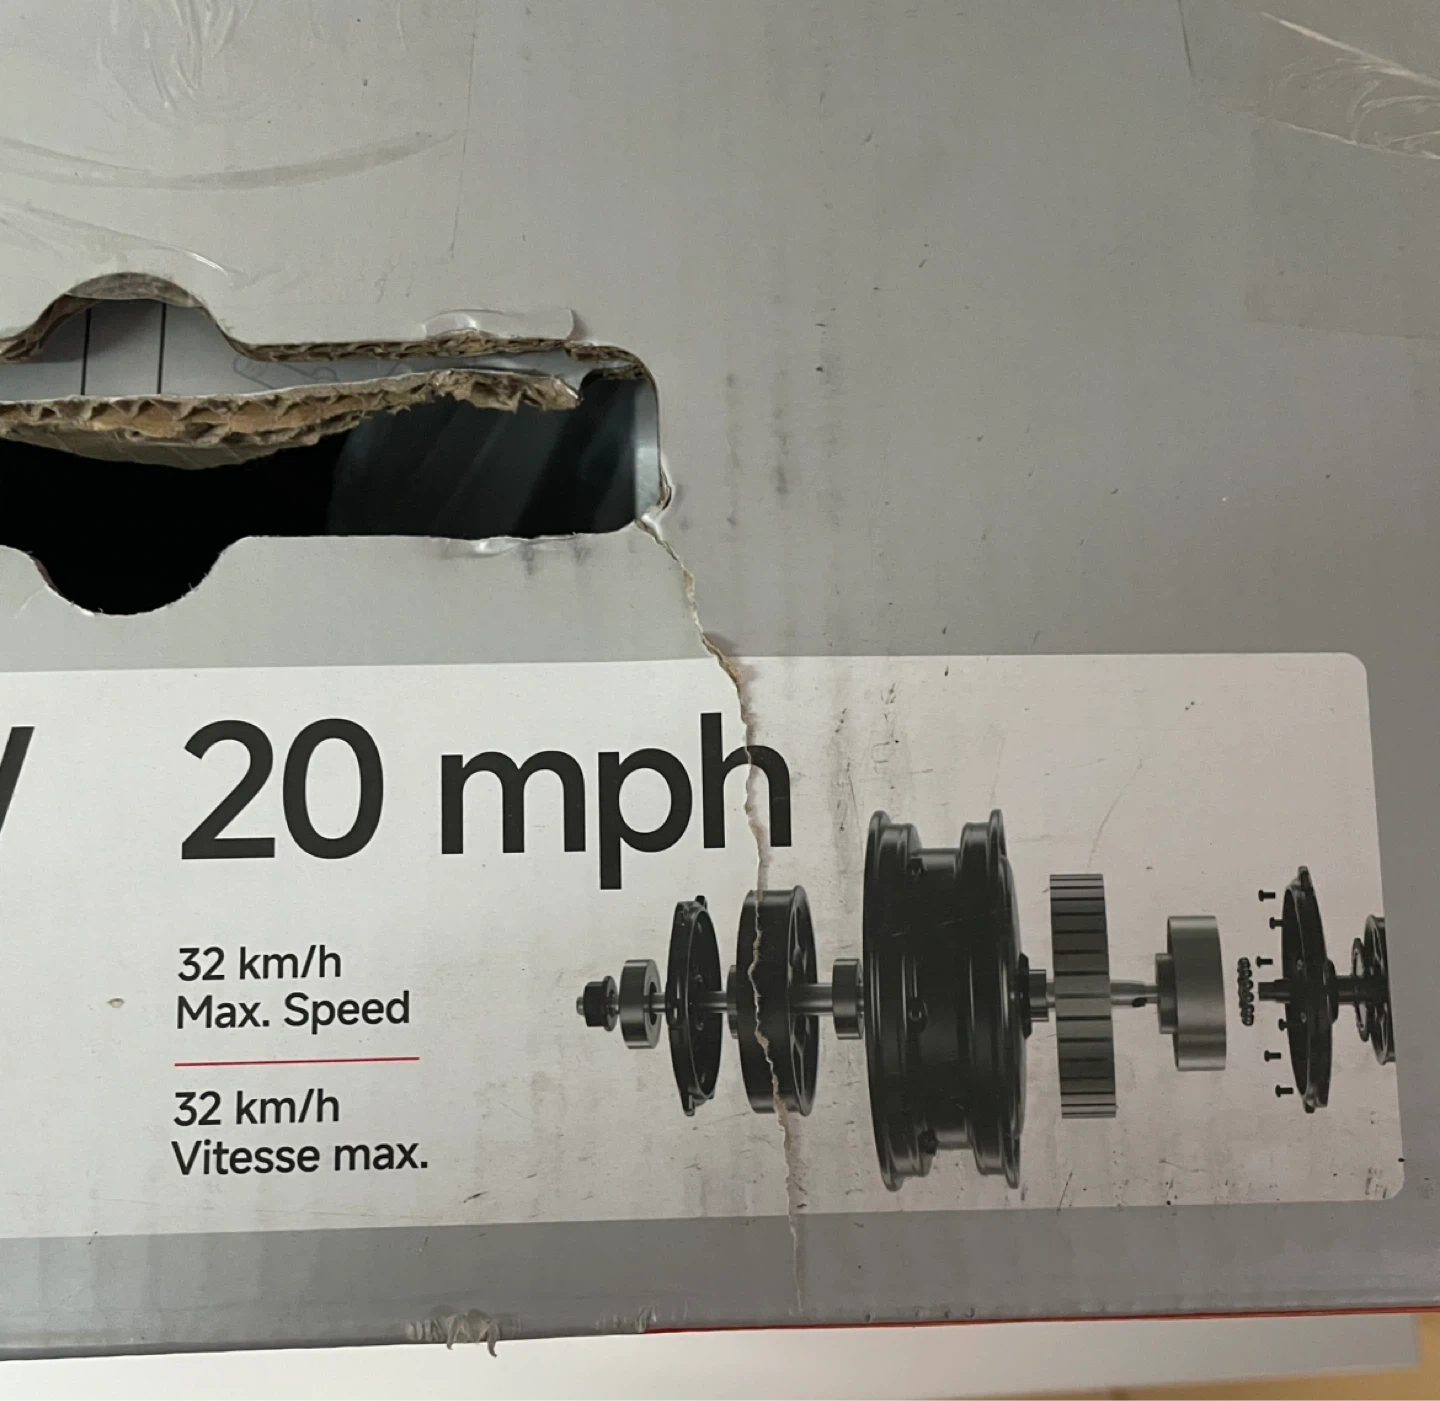 20 mph
32 km/h
Max. Speed
32 km/h
Vitesse max.